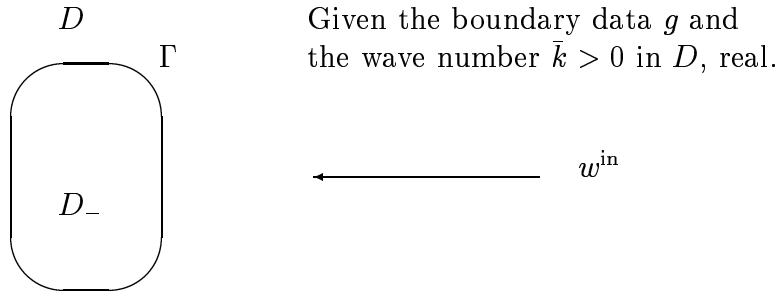 D
Γ
Given the boundary data g and
the wave number k̄ > 0 in D, real.
w^in
D_−